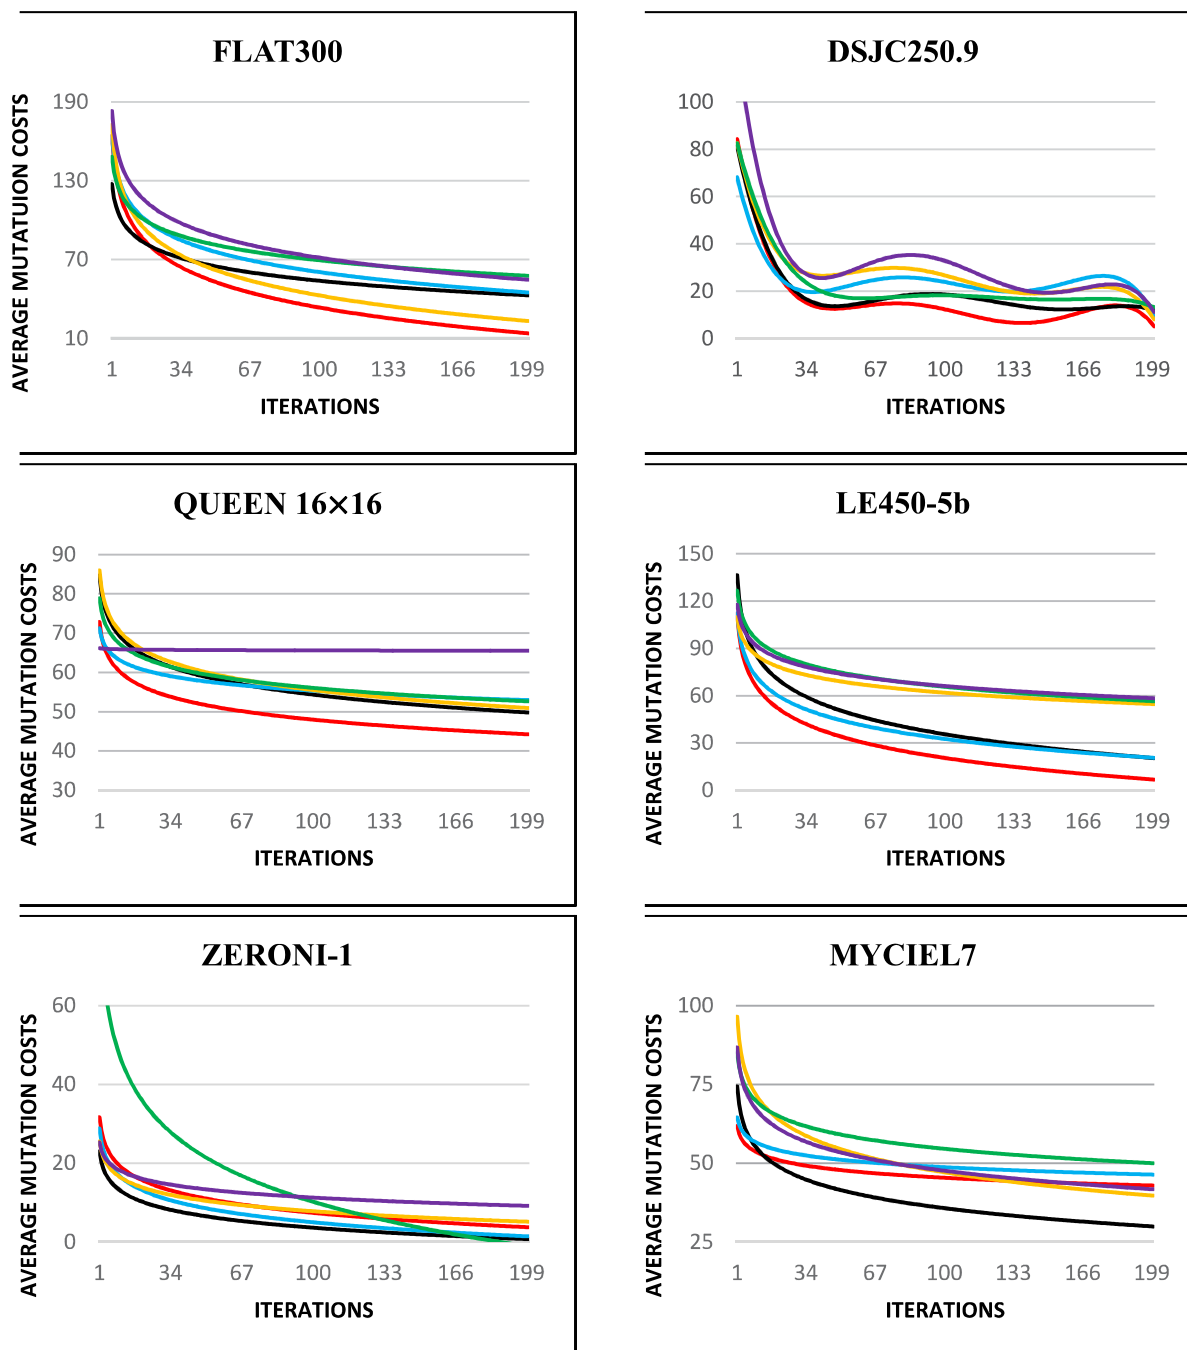 FLAT300
AVERAGE MUTATUION COSTS
190
130
70
10
1 34 67 100 133 166 199
ITERATIONS
DSJC250.9
AVERAGE MUTATION COSTS
100
80
60
40
20
0
1 34 67 100 133 166 199
ITERATIONS
QUEEN 16×16
AVERAGE MUTATION COSTS
90
80
70
60
50
40
30
1 34 67 100 133 166 199
ITERATIONS
LE450-5b
AVERAGE MUTATION COSTS
150
120
90
60
30
0
1 34 67 100 133 166 199
ITERATIONS
ZERONI-1
AVERAGE MUTATION COSTS
60
40
20
0
1 34 67 100 133 166 199
ITERATIONS
MYCIEL7
AVERAGE MUTATION COSTS
100
75
50
25
1 34 67 100 133 166 199
ITERATIONS